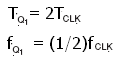 TQ1 = 2TCLK
fQ1 = (1/2)fCLK